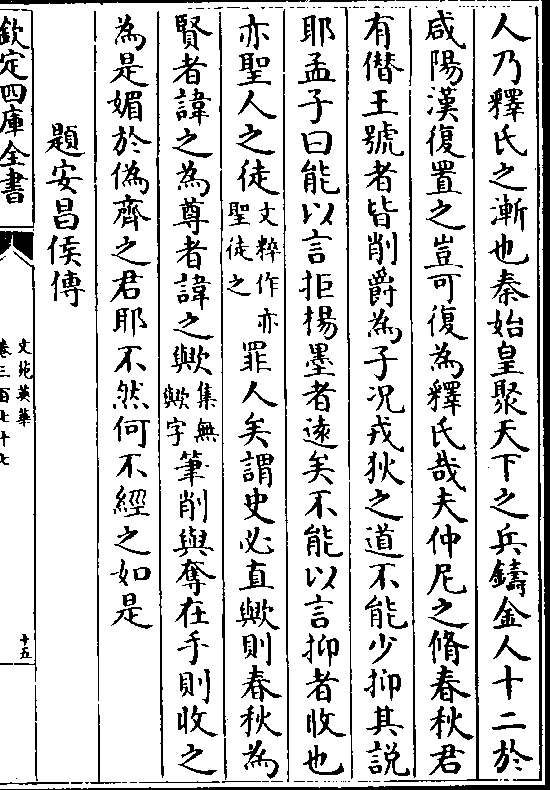 人乃釋氏之漸也秦始皇聚天下之兵鑄金人十二於
咸陽漢復置之豈可復為釋氏哉夫仲尼之脩春秋君
有僣王號者皆削爵為子况戎狄之道不能少抑其説
耶孟子曰能以言拒楊墨者逺矣不能以言抑者收也
亦聖人之徒文粹作亦聖徒之罪人矣謂史必直歟則春秋為
賢者諱之為尊者諱之歟集無歟字筆削與奪在手則收之
為是媚於偽齊之君耶不然何不經之如是
題安昌侯傳
欽定四庫全書
文苑英華
卷三百七十七
十五